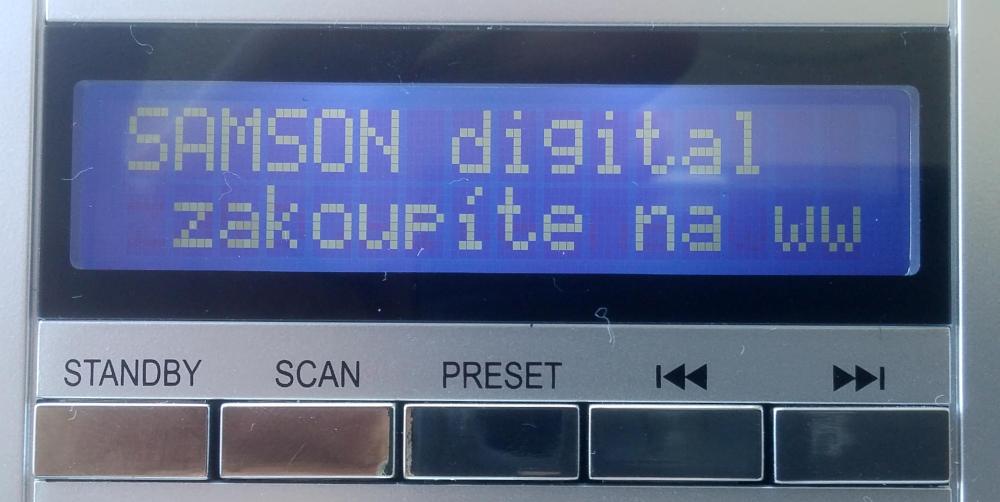 SAMSON digital
zakoupíte na ww
STANDBY SCAN PRESET